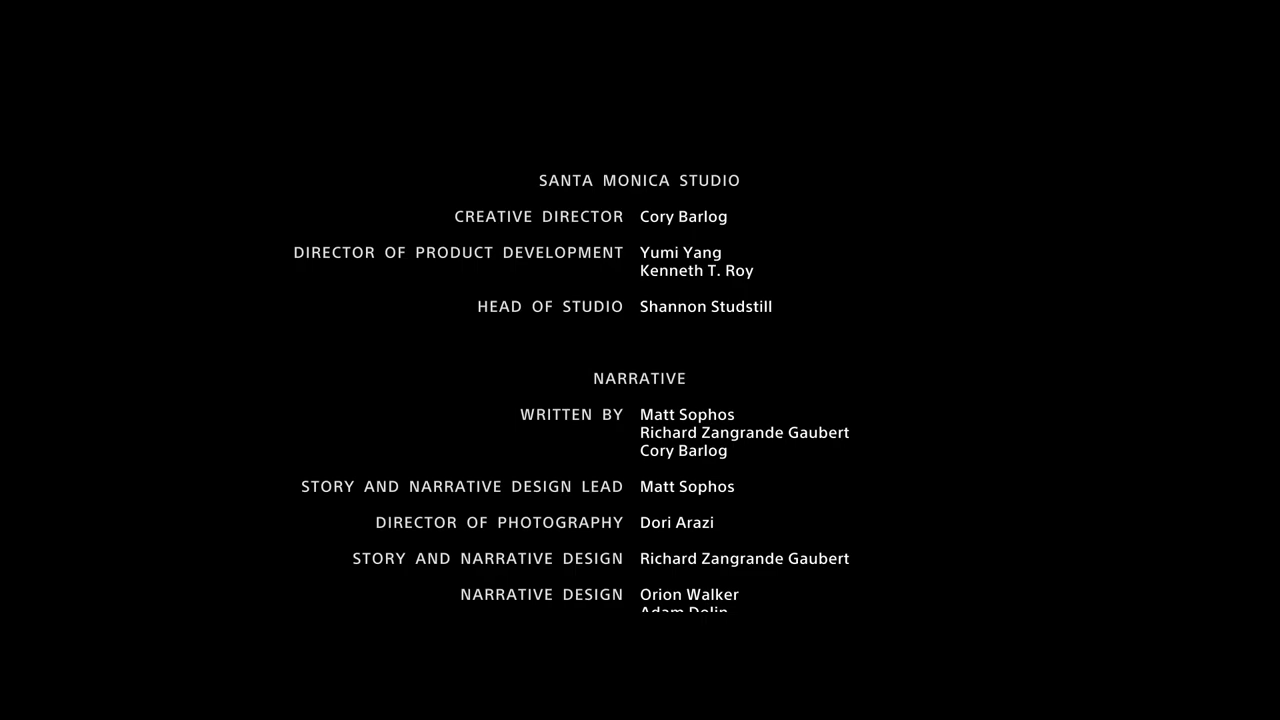 SANTA MONICA STUDIO
CREATIVE DIRECTOR Cory Barlog
DIRECTOR OF PRODUCT DEVELOPMENT Yumi Yang
Kenneth T. Roy
HEAD OF STUDIO Shannon Studstill
NARRATIVE
WRITTEN BY Matt Sophos
Richard Zangrande Gaubert
Cory Barlog
STORY AND NARRATIVE DESIGN LEAD Matt Sophos
DIRECTOR OF PHOTOGRAPHY Dori Arazi
STORY AND NARRATIVE DESIGN Richard Zangrande Gaubert
NARRATIVE DESIGN Orion Walker
Adam Dolin